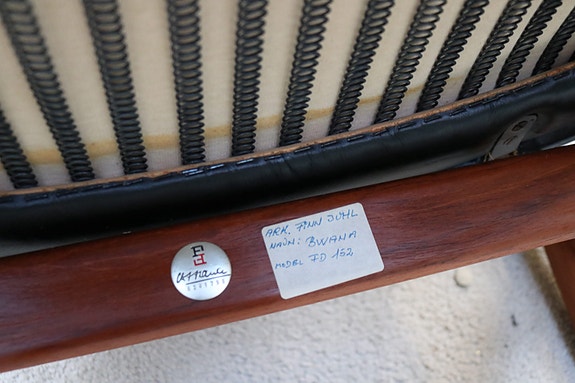 ARK. FINN JUHL
NAVN: BWANA
MODEL FD 152